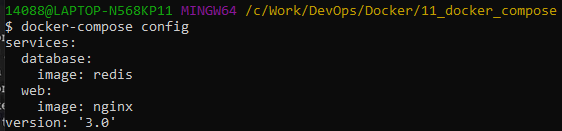 14088@LAPTOP-N568KP11 MINGW64 /c/Work/DevOps/Docker/11_docker_compose
$ docker-compose config
services:
  database:
    image: redis
  web:
    image: nginx
version: '3.0'